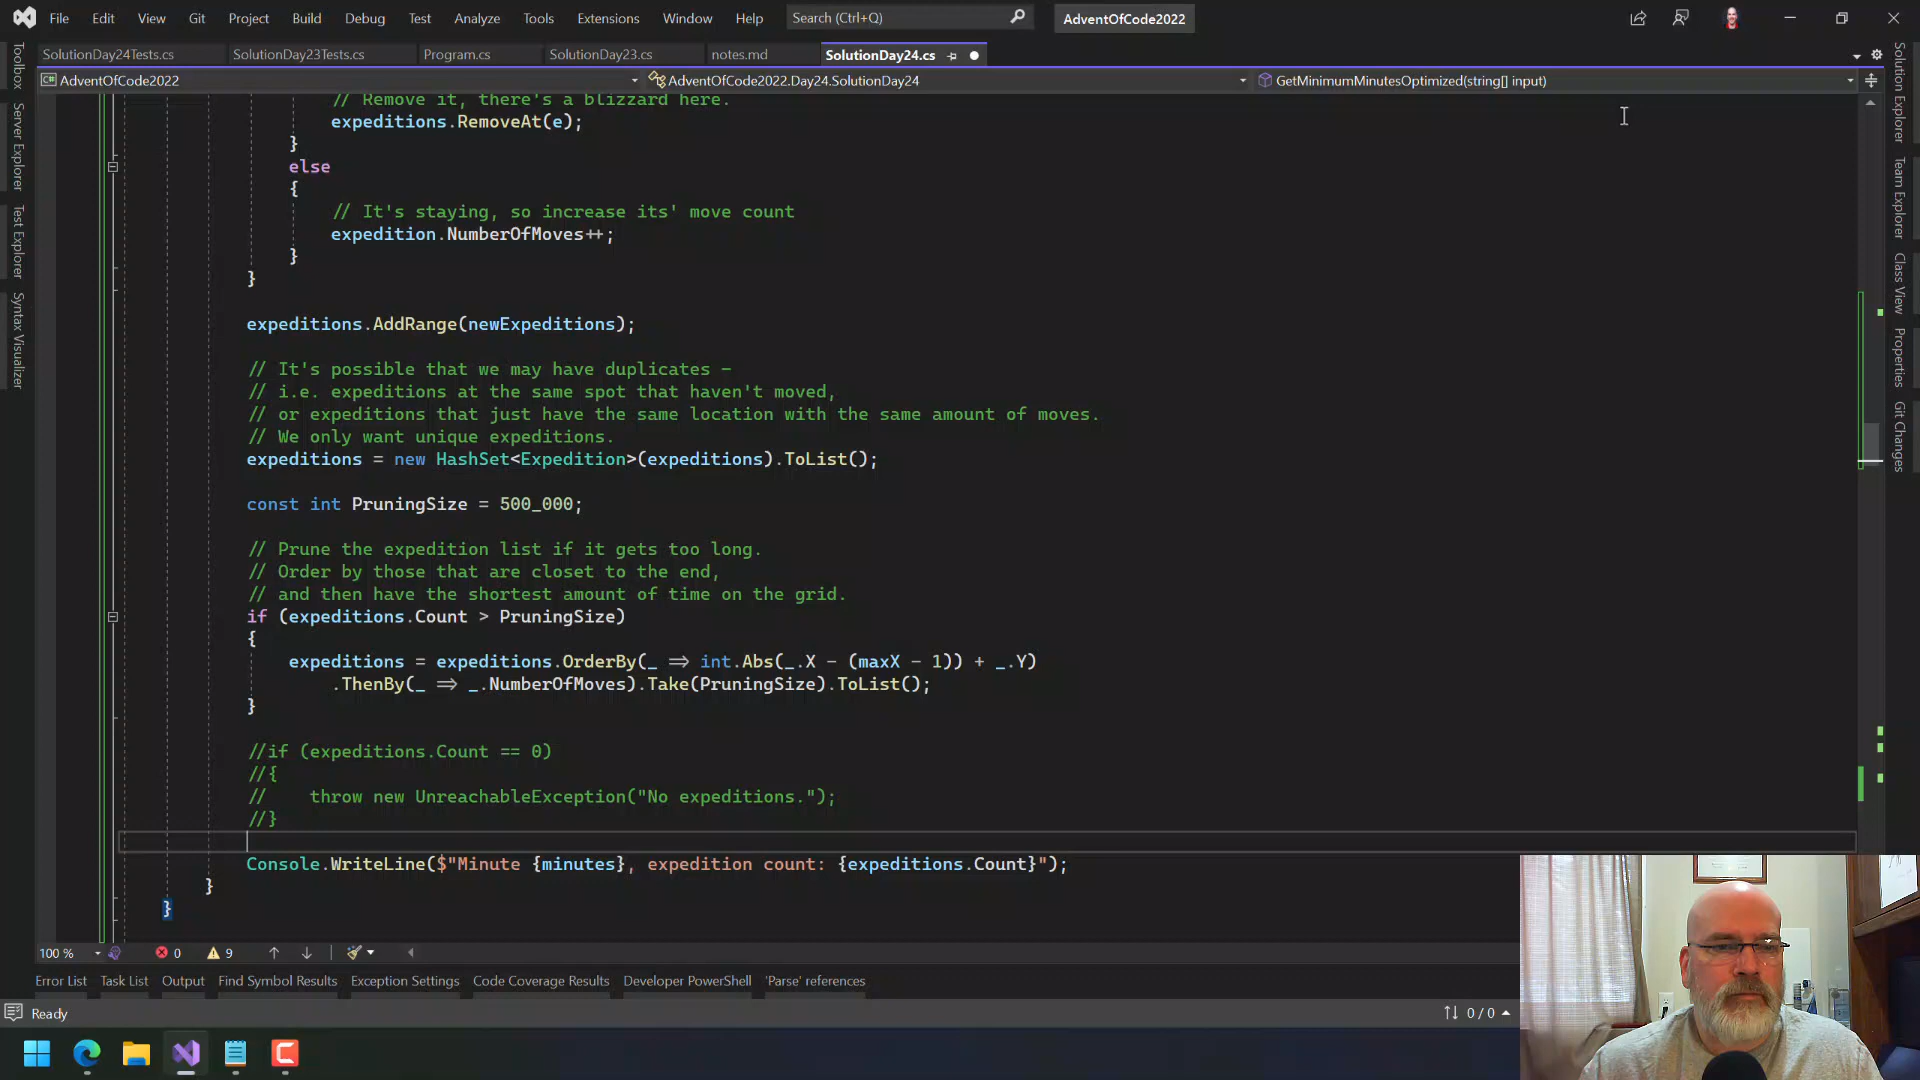 File Edit View Git Project Build Debug Test Analyze Tools Extensions Window Help Search (Ctrl+Q) AdventOfCode2022
SolutionDay24Tests.cs SolutionDay23Tests.cs Program.cs SolutionDay23.cs notes.md SolutionDay24.cs
AdventOfCode2022 AdventOfCode2022.Day24.SolutionDay24 GetMinimumMinutesOptimized(string[] input)
Toolbox
Server Explorer
Test Explorer
Syntax Visualizer
// Remove it, there's a blizzard here.
expeditions.RemoveAt(e);
}
else
{
// It's staying, so increase its' move count
expedition.NumberOfMoves++;
}
}
expeditions.AddRange(newExpeditions);
// It's possible that we may have duplicates -
// i.e. expeditions at the same spot that haven't moved,
// or expeditions that just have the same location with the same amount of moves.
// We only want unique expeditions.
expeditions = new HashSet<Expedition>(expeditions).ToList();
const int PruningSize = 500_000;
// Prune the expedition list if it gets too long.
// Order by those that are closet to the end,
// and then have the shortest amount of time on the grid.
if (expeditions.Count > PruningSize)
{
expeditions = expeditions.OrderBy(_ => int.Abs(_.X - (maxX - 1)) + _.Y)
.ThenBy(_ => _.NumberOfMoves).Take(PruningSize).ToList();
}
//if (expeditions.Count == 0)
//{
// throw new UnreachableException("No expeditions.");
//}
Console.WriteLine($"Minute {minutes}, expedition count: {expeditions.Count}");
}
}
Solution Explorer
Team Explorer
Class View
Properties
Git Changes
100 % 0 9
Error List Task List Output Find Symbol Results Exception Settings Code Coverage Results Developer PowerShell 'Parse' references
Ready 0 / 0